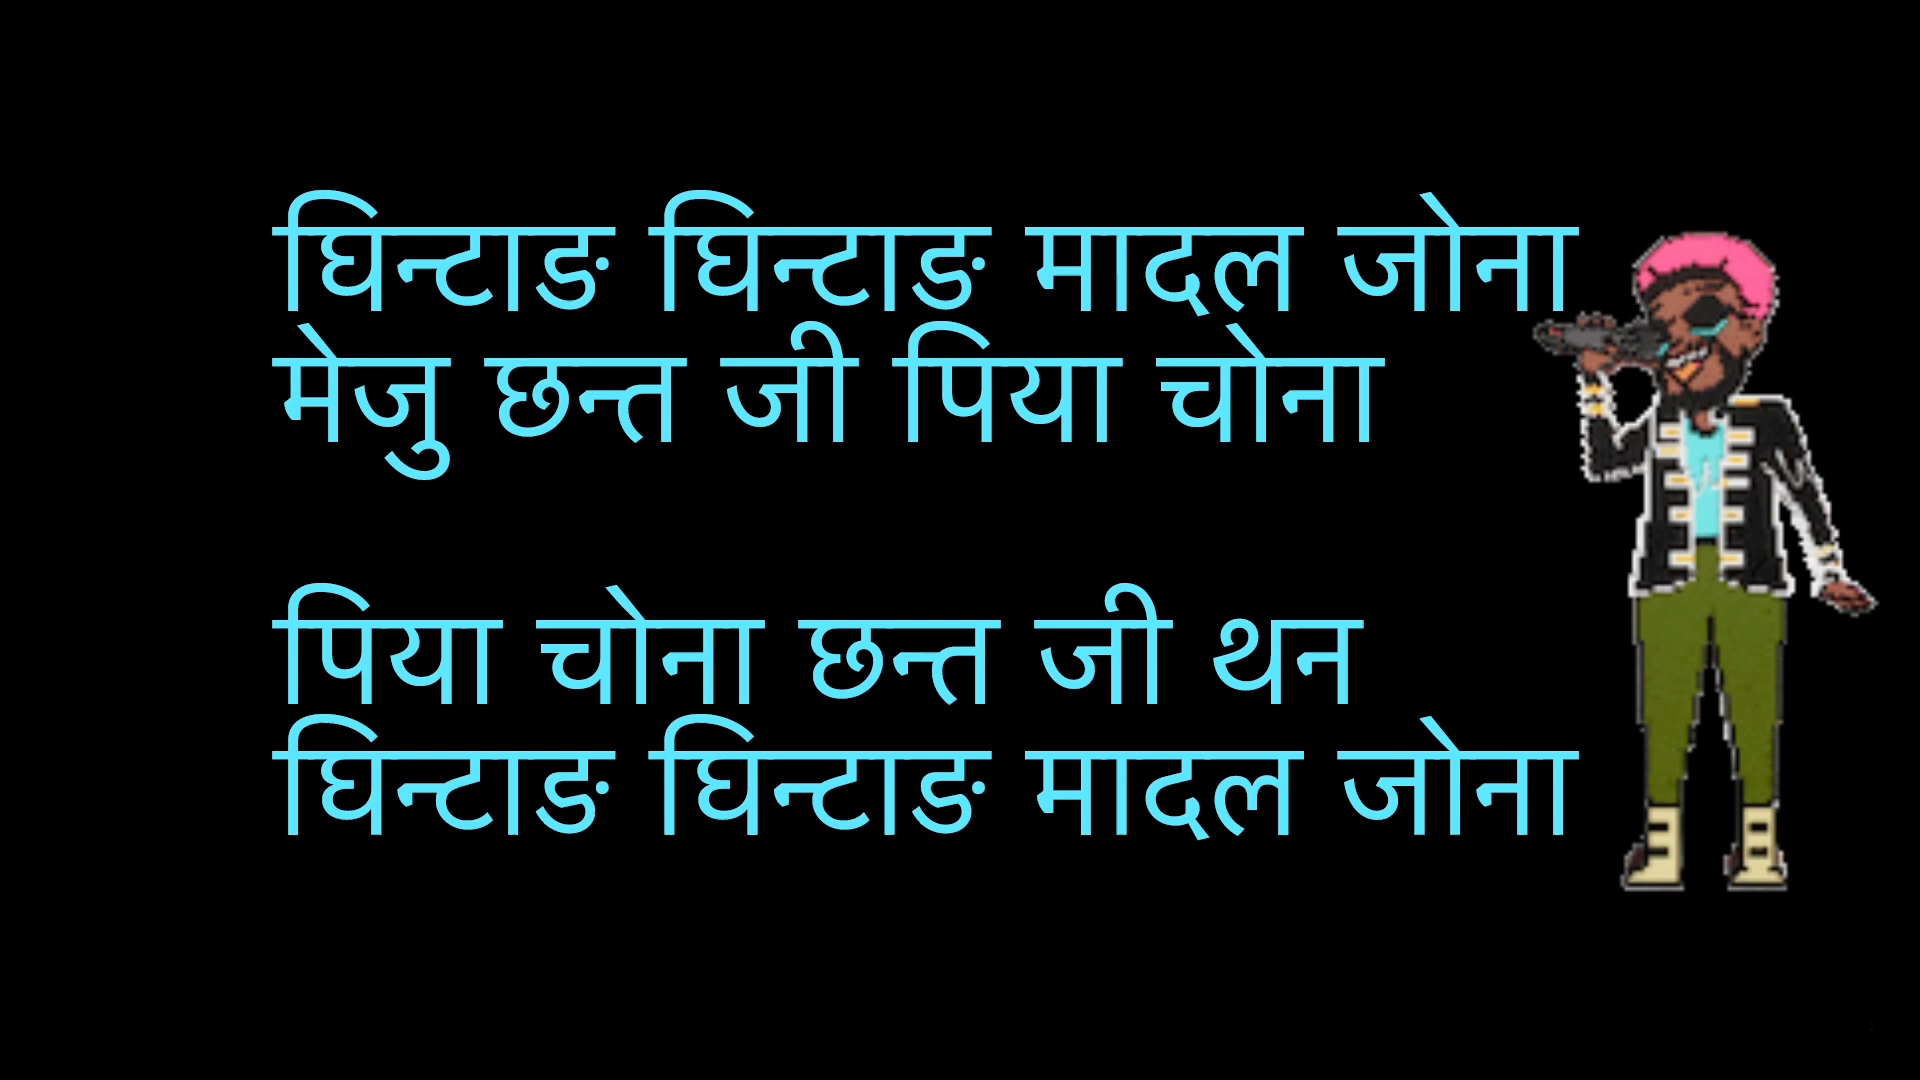 घिन्टाङ घिन्टाङ मादल जोना
मेजु छन्त जी पिया चोना
पिया चोना छन्त जी थन
घिन्टाङ घिन्टाङ मादल जोना